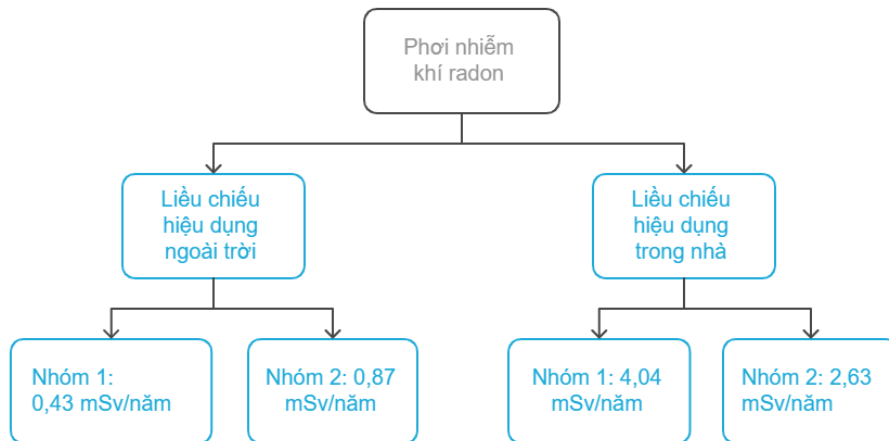 Phơi nhiễm
khí radon
Liều chiếu
hiệu dụng
ngoài trời
Liều chiếu
hiệu dụng
trong nhà
Nhóm 1:
0,43 mSv/năm
Nhóm 2: 0,87
mSv/năm
Nhóm 1: 4,04
mSv/năm
Nhóm 2: 2,63
mSv/năm